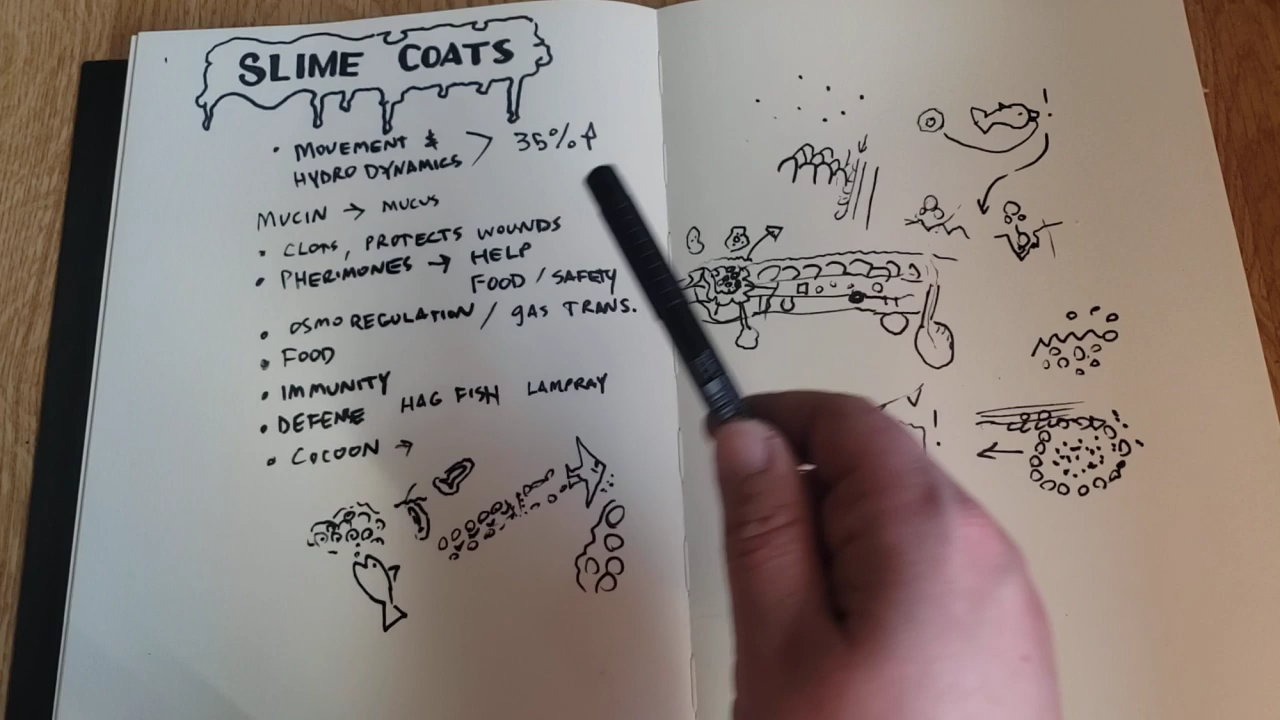 SLIME COATS
• MOVEMENT & > 35% ↑
HYDRODYNAMICS
MUCIN → MUCUS
• CLOTS, PROTECTS WOUNDS
• PHERIMONES → HELP
FOOD / SAFETY
• OSMOREGULATION / GAS TRANS.
• FOOD
• IMMUNITY
• DEFENSE HAG FISH LAMPRAY
• COCOON →